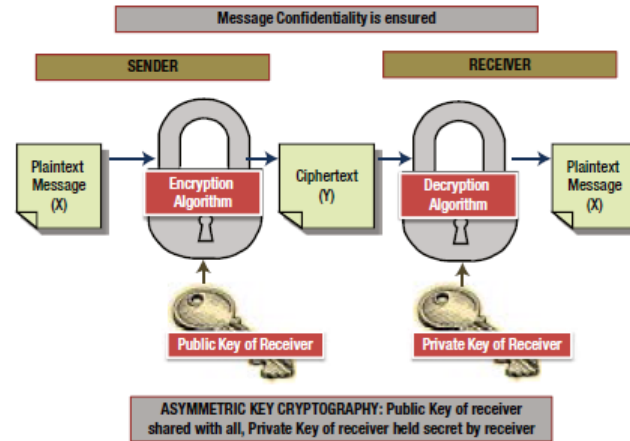 Message Confidentiality is ensured
SENDER
RECEIVER
Plaintext
Message
(X)
Encryption
Algorithm
Ciphertext
(Y)
Decryption
Algorithm
Plaintext
Message
(X)
Public Key of Receiver
Private Key of Receiver
ASYMMETRIC KEY CRYPTOGRAPHY: Public Key of receiver
shared with all, Private Key of receiver held secret by receiver